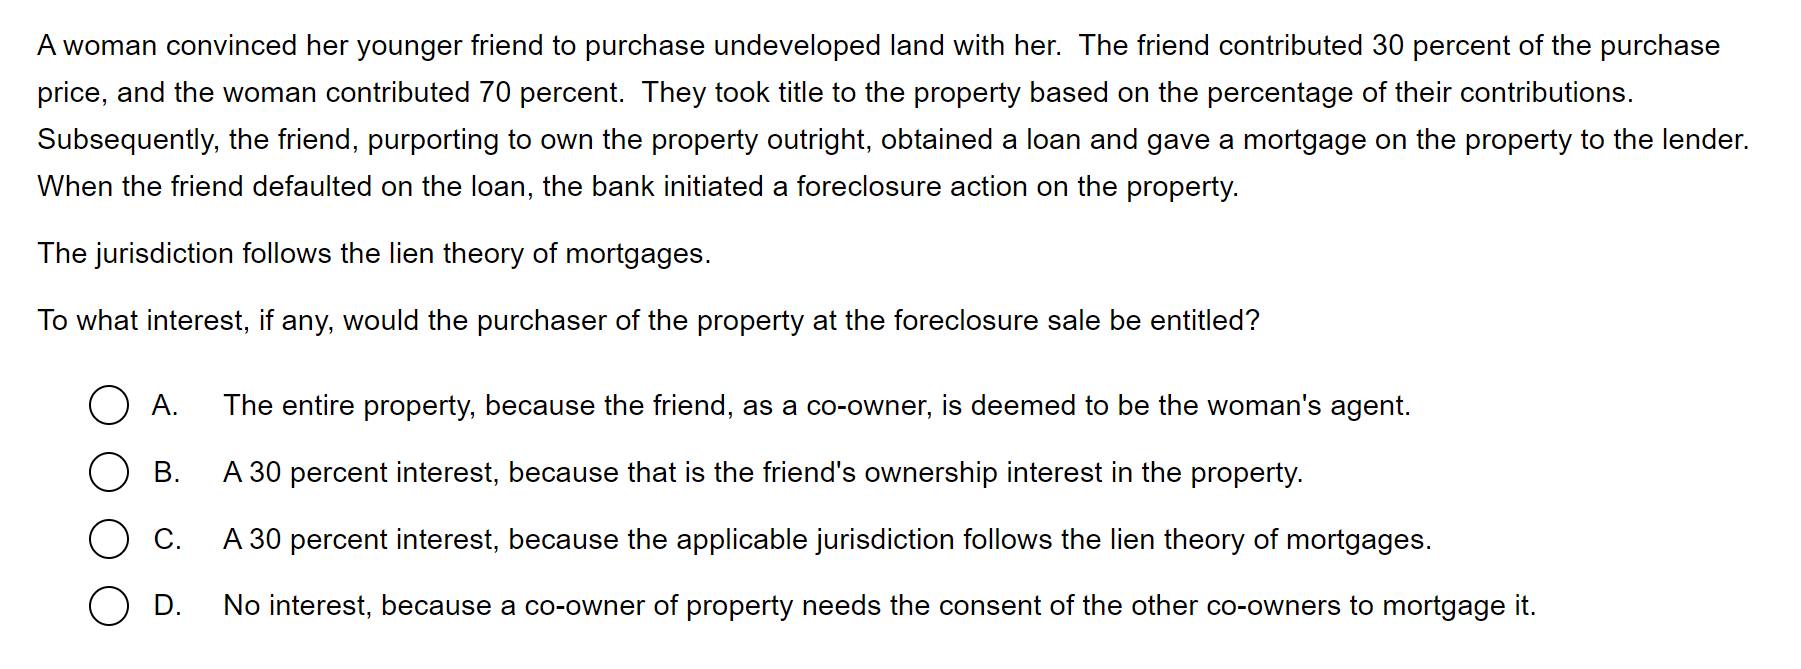 A woman convinced her younger friend to purchase undeveloped land with her.  The friend contributed 30 percent of the purchase
price, and the woman contributed 70 percent.  They took title to the property based on the percentage of their contributions.
Subsequently, the friend, purporting to own the property outright, obtained a loan and gave a mortgage on the property to the lender.
When the friend defaulted on the loan, the bank initiated a foreclosure action on the property.
The jurisdiction follows the lien theory of mortgages.
To what interest, if any, would the purchaser of the property at the foreclosure sale be entitled?
A. The entire property, because the friend, as a co-owner, is deemed to be the woman's agent.
B. A 30 percent interest, because that is the friend's ownership interest in the property.
C. A 30 percent interest, because the applicable jurisdiction follows the lien theory of mortgages.
D. No interest, because a co-owner of property needs the consent of the other co-owners to mortgage it.